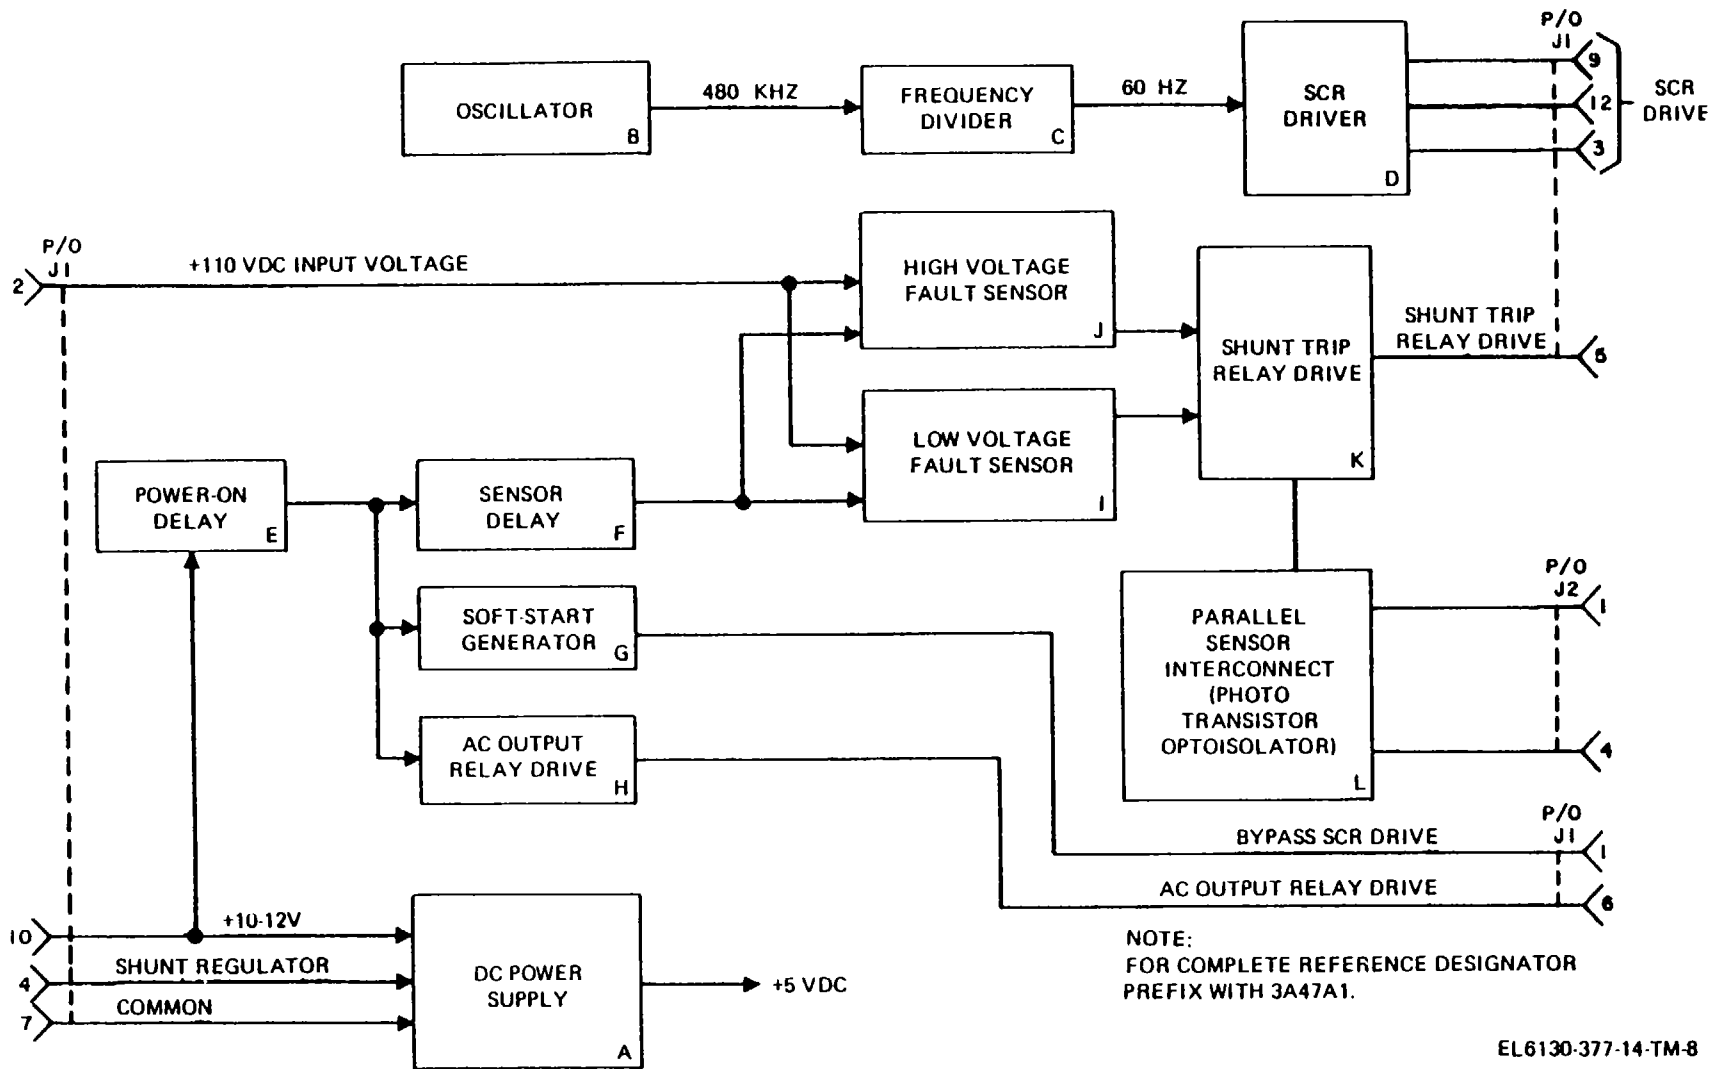 P/O
J1
9
12
3
SCR
DRIVE
OSCILLATOR
B
480 KHZ
FREQUENCY
DIVIDER
C
60 HZ
SCR
DRIVER
D
P/O
J1
2
+110 VDC INPUT VOLTAGE
HIGH VOLTAGE
FAULT SENSOR
J
SHUNT TRIP
RELAY DRIVE
K
SHUNT TRIP
RELAY DRIVE
5
LOW VOLTAGE
FAULT SENSOR
I
POWER-ON
DELAY
E
SENSOR
DELAY
F
SOFT-START
GENERATOR
G
AC OUTPUT
RELAY DRIVE
H
PARALLEL
SENSOR
INTERCONNECT
(PHOTO
TRANSISTOR
OPTOISOLATOR)
L
P/O
J2
1
4
P/O
J1
BYPASS SCR DRIVE
1
AC OUTPUT RELAY DRIVE
6
10
+10-12V
4
SHUNT REGULATOR
7
COMMON
DC POWER
SUPPLY
A
+5 VDC
NOTE:
FOR COMPLETE REFERENCE DESIGNATOR
PREFIX WITH 3A47A1.
EL6130-377-14-TM-8